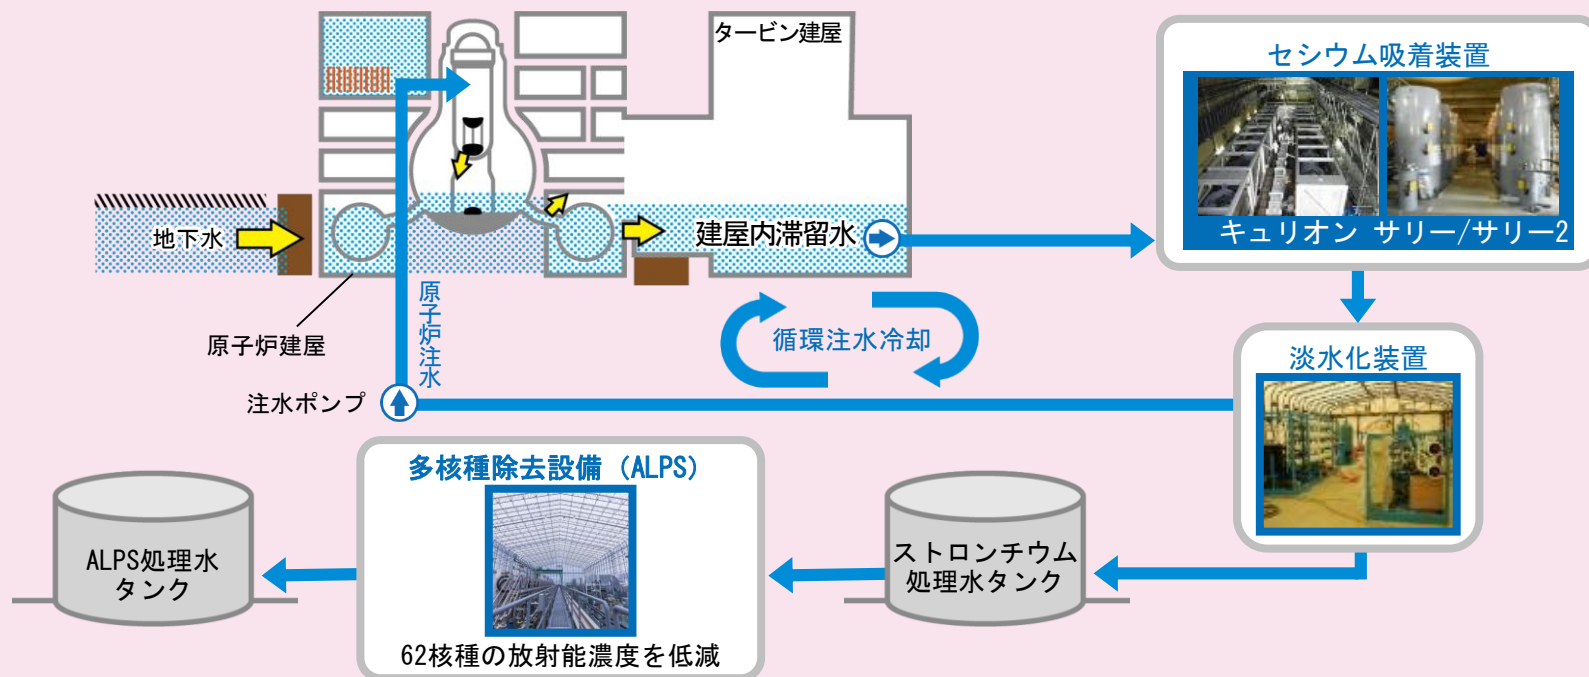 タービン建屋
セシウム吸着装置
キュリオン サリー/サリー2
地下水
建屋内滞留水
原子炉建屋
原子炉注水
循環注水冷却
淡水化装置
注水ポンプ
多核種除去設備（ALPS）
62核種の放射能濃度を低減
ストロンチウム
処理水タンク
ALPS処理水
タンク